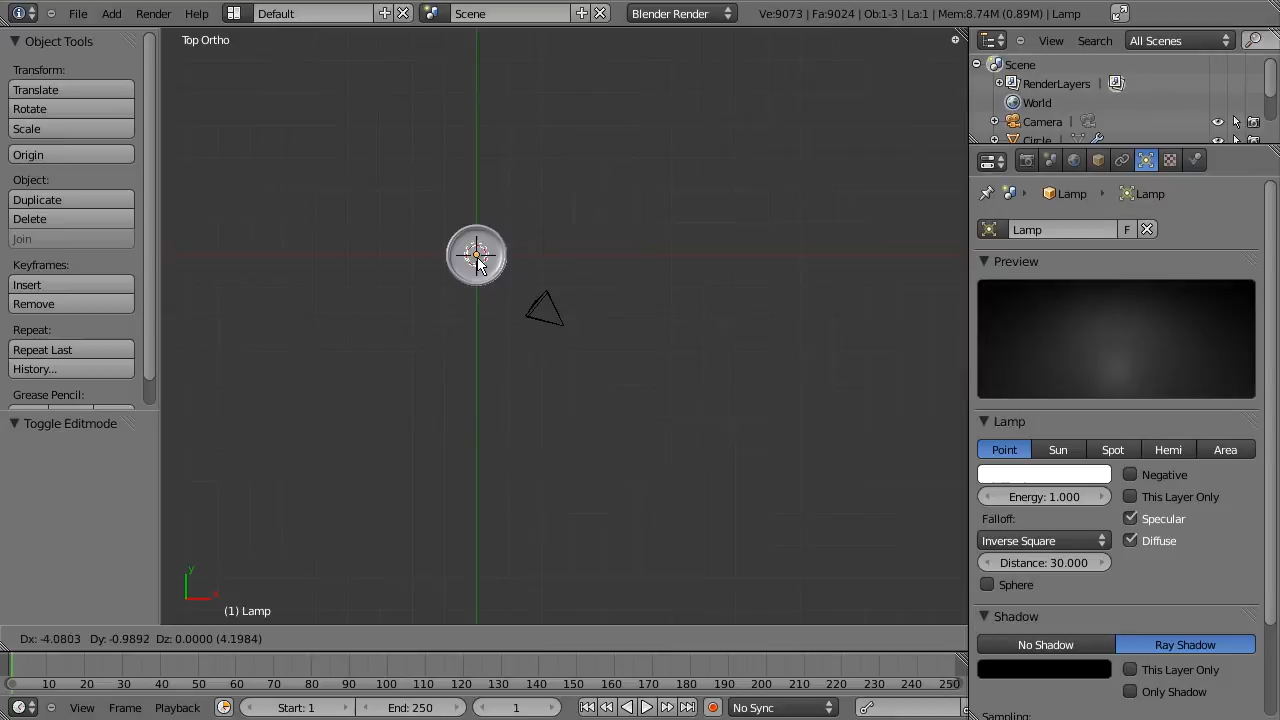 File Add Render Help Default Scene Blender Render Ve:9073 | Fa:9024 | Ob:1-3 | La:1 | Mem:8.74M (0.89M) | Lamp
Object Tools
Transform:
Translate
Rotate
Scale
Origin
Object:
Duplicate
Delete
Join
Keyframes:
Insert
Remove
Repeat:
Repeat Last
History...
Grease Pencil:
Toggle Editmode
Top Ortho
y
x
(1) Lamp
Dx: -4.0803 Dy: -0.9892 Dz: 0.0000 (4.1984)
0 10 20 30 40 50 60 70 80 90 100 110 120 130 140 150 160 170 180 190 200 210 220 230 240 250
View Frame Playback Start: 1 End: 250 1 No Sync
View Search All Scenes
Scene
RenderLayers |
World
Camera |
Circle
Lamp Lamp
Lamp F
Preview
Lamp
Point Sun Spot Hemi Area
Negative
Energy: 1.000 This Layer Only
Falloff: Specular
Inverse Square Diffuse
Distance: 30.000
Sphere
Shadow
No Shadow Ray Shadow
This Layer Only
Only Shadow
Sampling: